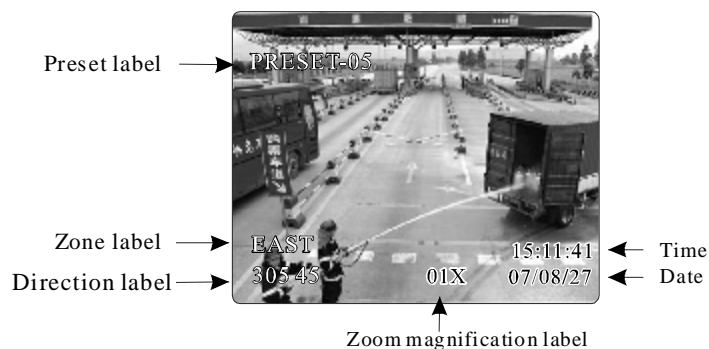 Preset label
PRESET-05
Zone label
EAST
15:11:41
Time
Direction label
305 45
01X
07/08/27
Date
Zoom magnification label